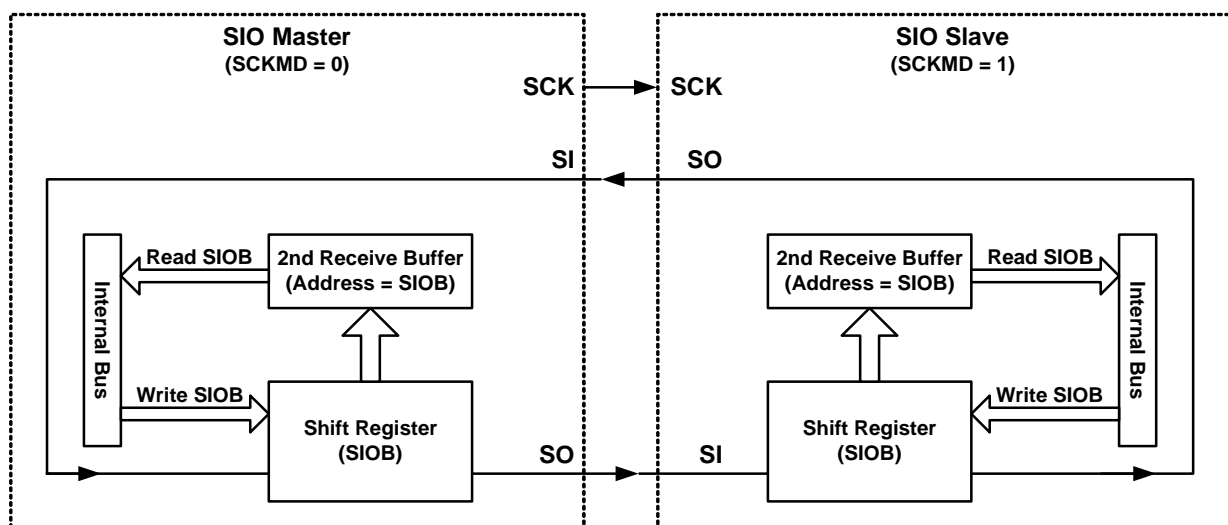 SIO Master
(SCKMD = 0)
SIO Slave
(SCKMD = 1)
SCK
SCK
SI
SO
Internal Bus
Read SIOB
2nd Receive Buffer
(Address = SIOB)
2nd Receive Buffer
(Address = SIOB)
Read SIOB
Internal Bus
Write SIOB
Shift Register
(SIOB)
SO
SI
Shift Register
(SIOB)
Write SIOB